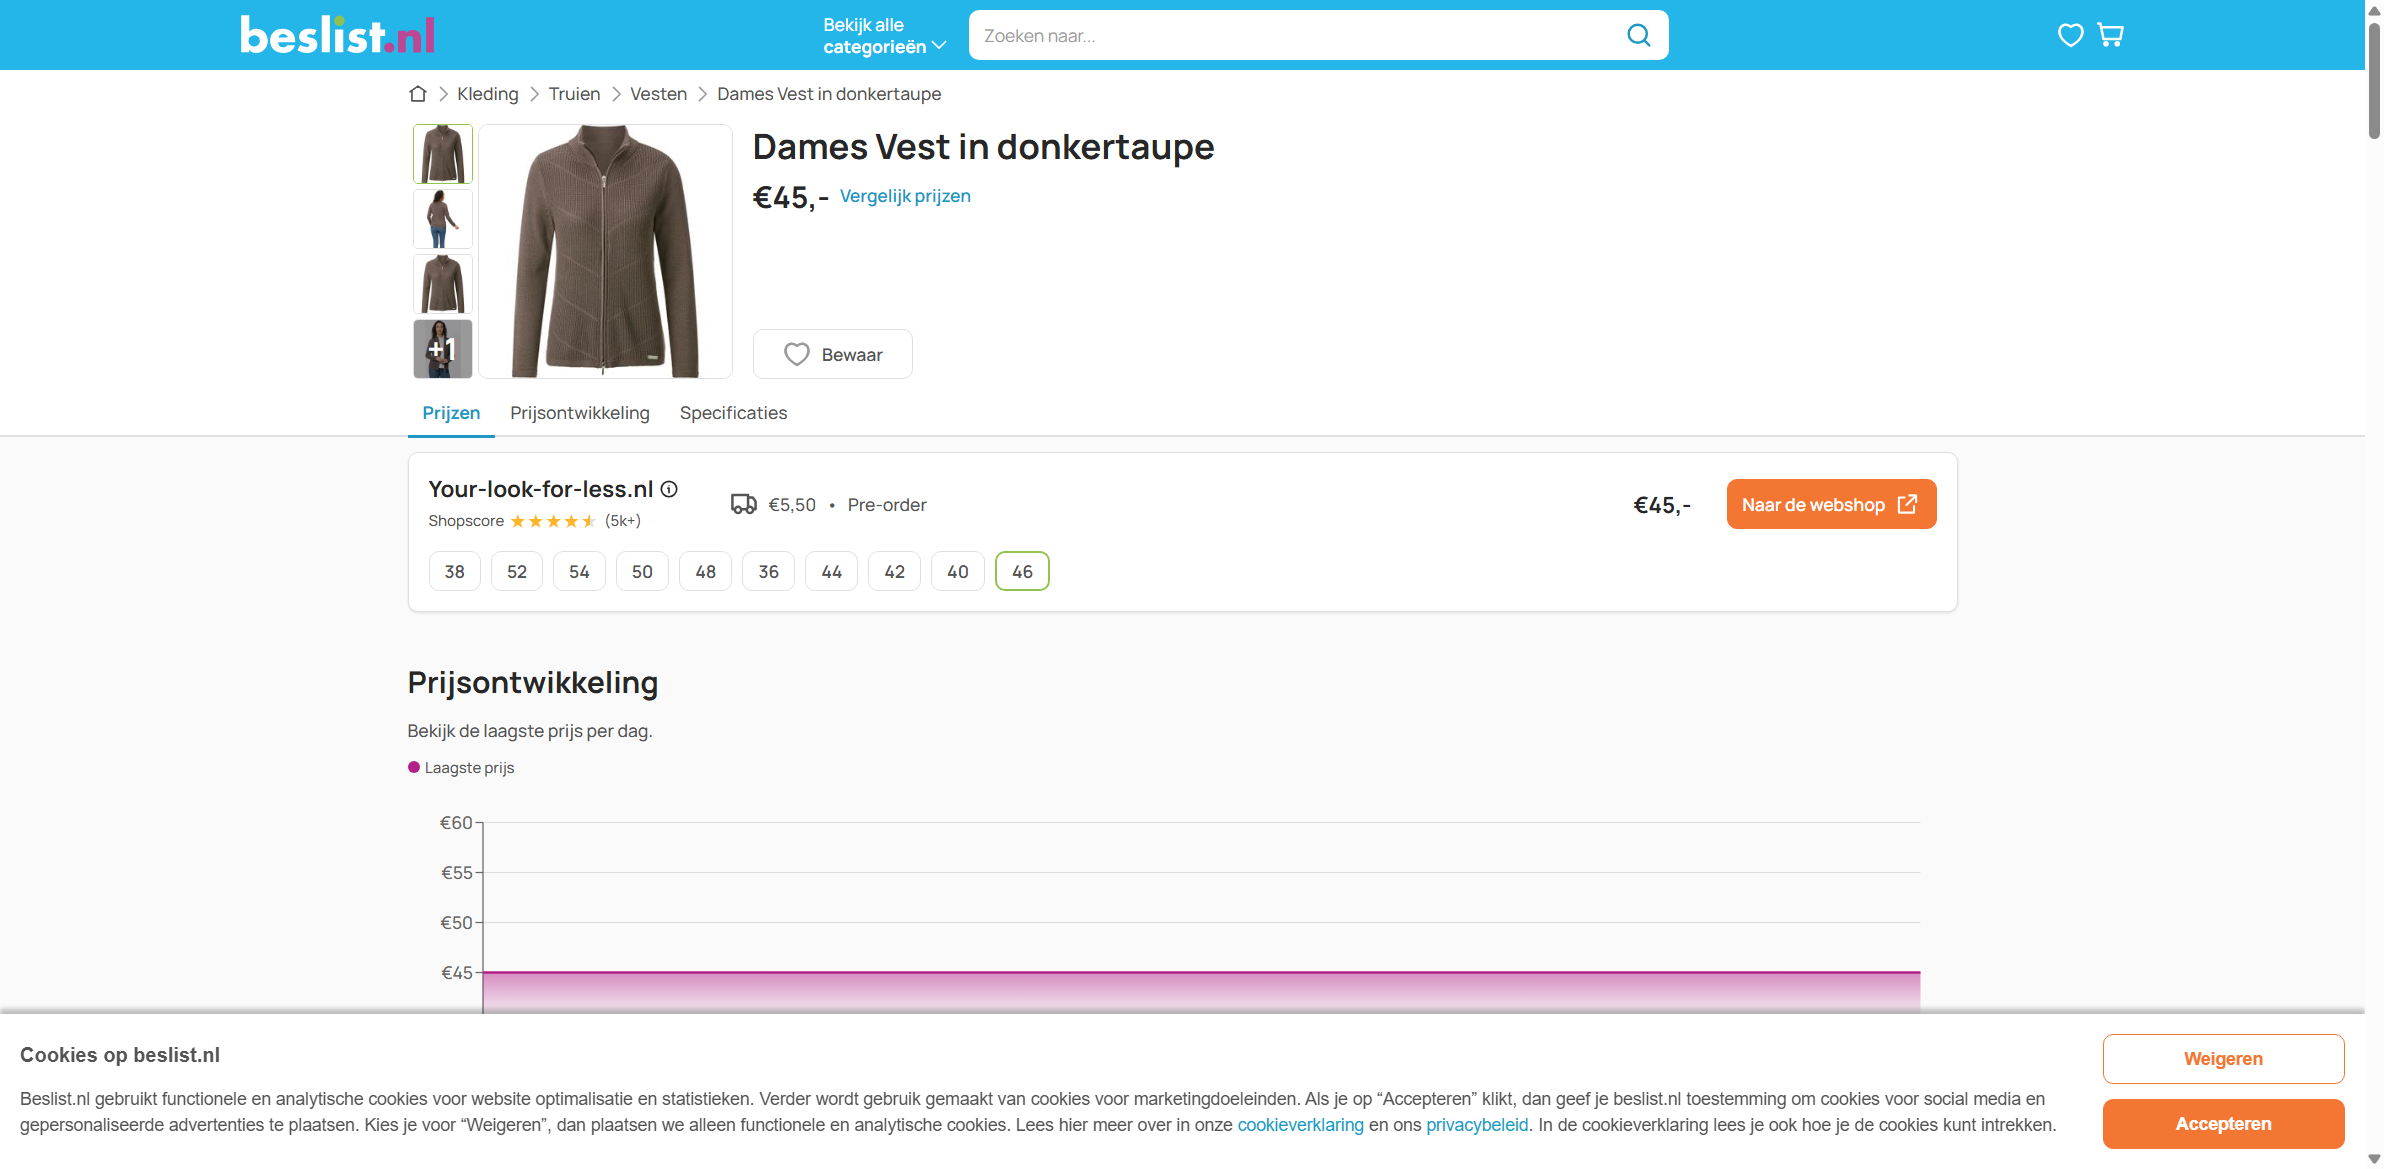 beslist.nl
Bekijk alle
categorieën
Zoeken naar...
Kleding
Truien
Vesten
Dames Vest in donkertaupe
+1
Dames Vest in donkertaupe
€45,- Vergelijk prijzen
Bewaar
Prijzen
Prijsontwikkeling
Specificaties
Your-look-for-less.nl
Shopscore (5k+)
€5,50 • Pre-order
€45,-
Naar de webshop
38 52 54 50 48 36 44 42 40 46
Prijsontwikkeling
Bekijk de laagste prijs per dag.
Laagste prijs
€60
€55
€50
€45
Cookies op beslist.nl
Beslist.nl gebruikt functionele en analytische cookies voor website optimalisatie en statistieken. Verder wordt gebruik gemaakt van cookies voor marketingdoeleinden. Als je op “Accepteren” klikt, dan geef je beslist.nl toestemming om cookies voor social media en
gepersonaliseerde advertenties te plaatsen. Kies je voor “Weigeren”, dan plaatsen we alleen functionele en analytische cookies. Lees hier meer over in onze cookieverklaring en ons privacybeleid. In de cookieverklaring lees je ook hoe je de cookies kunt intrekken.
Weigeren
Accepteren